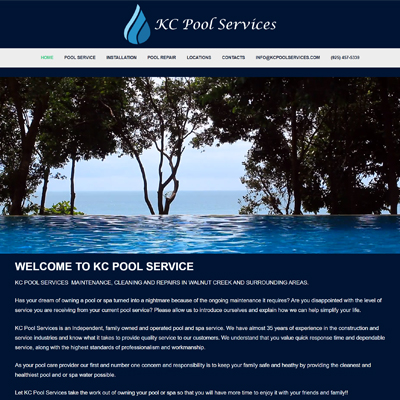 KC Pool Services
HOME POOL SERVICE INSTALLATION POOL REPAIR LOCATIONS CONTACTS INFO@KCPOOLSERVICES.COM (925) 457-5339
WELCOME TO KC POOL SERVICE
KC POOL SERVICES MAINTENANCE, CLEANING AND REPAIRS IN WALNUT CREEK AND SURROUNDING AREAS.
Has your dream of owning a pool or spa turned into a nightmare because of the ongoing maintenance it requires? Are you disappointed with the level of
service you are receiving from your current pool service? Please allow us to introduce ourselves and explain how we can help simplify your life.
KC Pool Services is an Independent, family owned and operated pool and spa service. We have almost 35 years of experience in the construction and
service industries and know what it takes to provide quality service to our customers. We understand that you value quick response time and dependable
service, along with the highest standards of professionalism and workmanship.
As your pool care provider our first and number one concern and responsibility is to keep your family safe and heathy by providing the cleanest and
healthiest pool and or spa water possible.
Let KC Pool Services take the work out of owning your pool or spa so that you will have more time to enjoy it with your friends and family!!